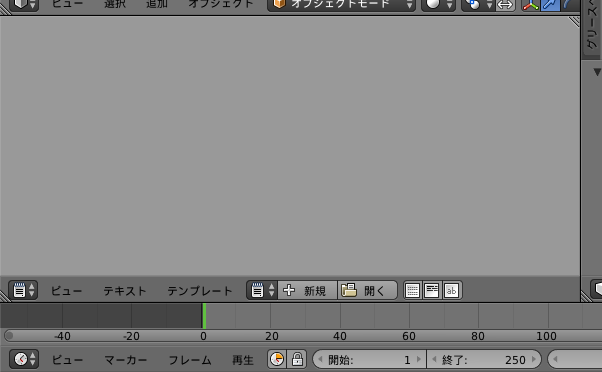 ビュー 選択 追加 オブジェクト オブジェクトモード
グリース
ビュー テキスト テンプレート 新規 開く ab
-40 -20 0 20 40 60 80 100
ビュー マーカー フレーム 再生 開始: 1 終了: 250